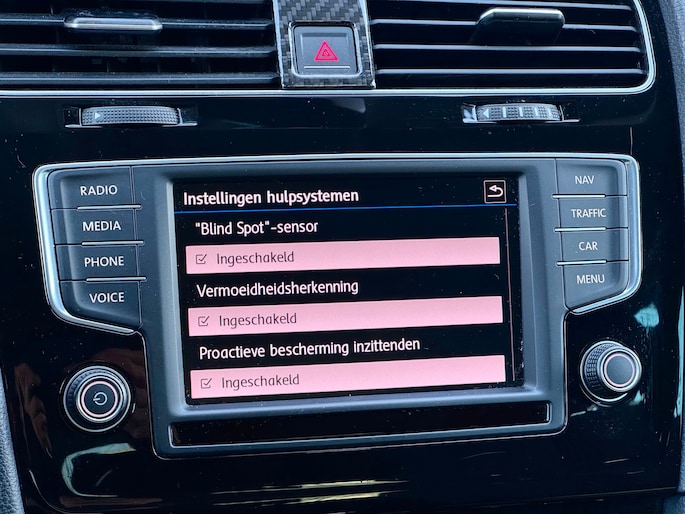 RADIO
MEDIA
PHONE
VOICE
Instellingen hulpsystemen
"Blind Spot"-sensor
Ingeschakeld
Vermoeidheidsherkenning
Ingeschakeld
Proactieve bescherming inzittenden
Ingeschakeld
NAV
TRAFFIC
CAR
MENU